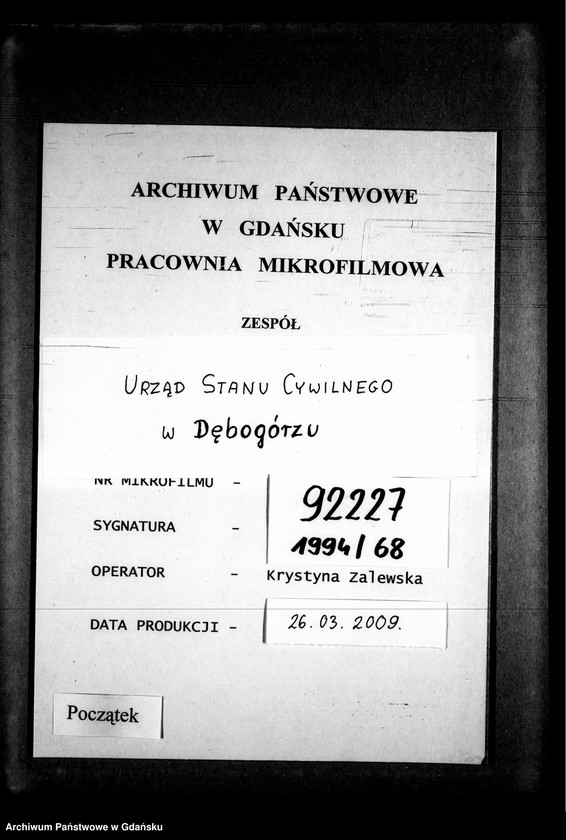 ARCHIWUM PAŃSTWOWE
W GDAŃSKU
PRACOWNIA MIKROFILMOWA
ZESPÓŁ
URZĄD STANU CYWILNEGO
w DębogóRzu
NR MIKROFILMU - 92227
SYGNATURA - 1994/68
OPERATOR - Krystyna Zalewska
DATA PRODUKCJI - 26.03.2009.
Początek
Archiwum Państwowe w Gdańsku